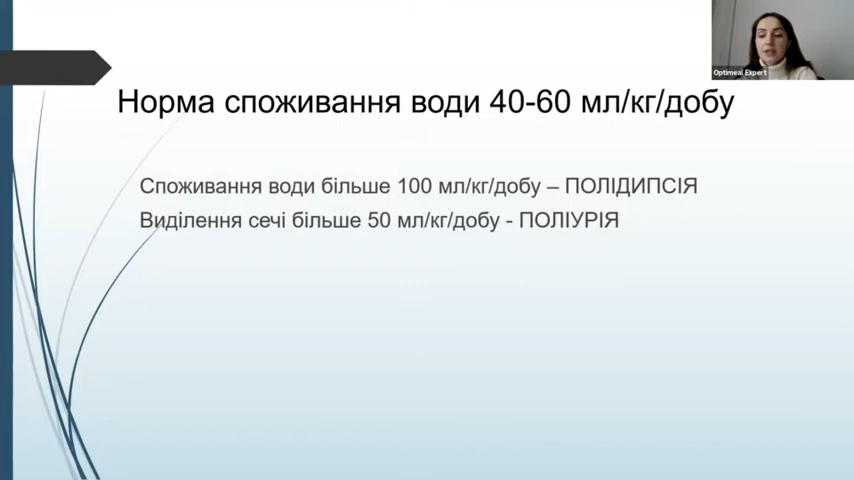 Optimeal Expert
Норма споживання води 40-60 мл/кг/добу
Споживання води більше 100 мл/кг/добу – ПОЛІДИПСІЯ
Виділення сечі більше 50 мл/кг/добу - ПОЛІУРІЯ